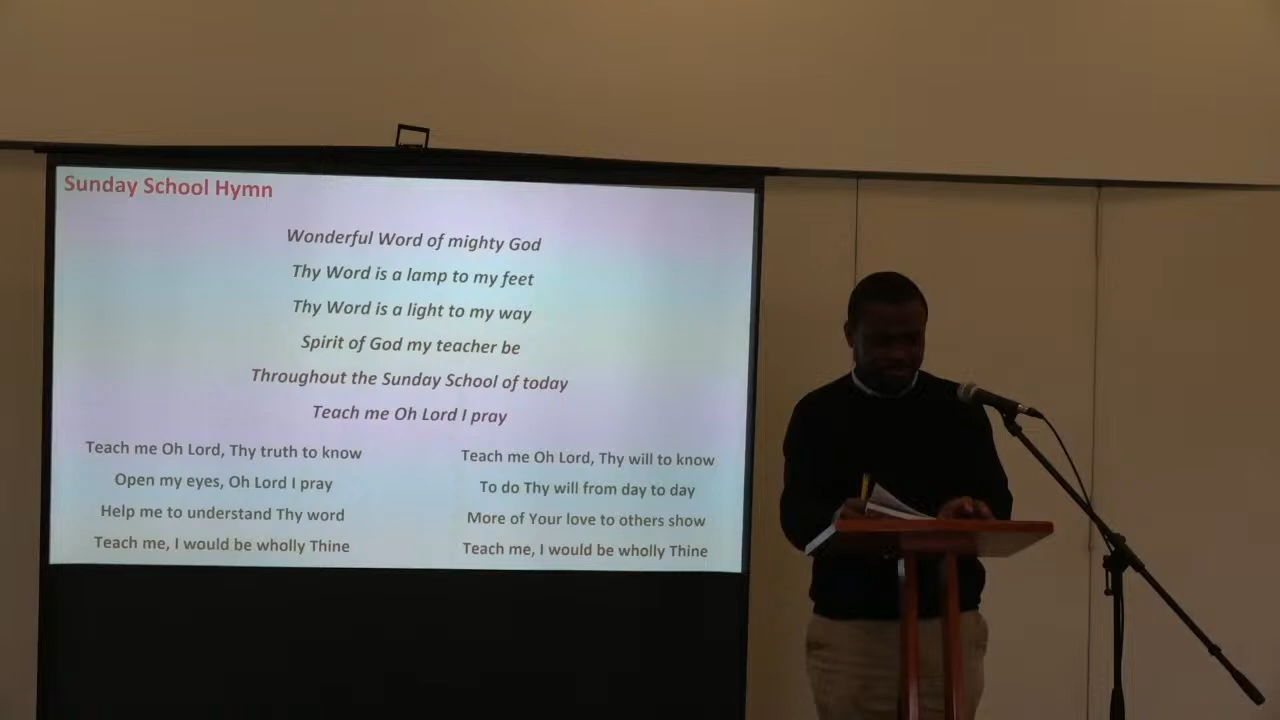 Sunday School Hymn
Wonderful Word of mighty God
Thy Word is a lamp to my feet
Thy Word is a light to my way
Spirit of God my teacher be
Throughout the Sunday School of today
Teach me Oh Lord I pray
Teach me Oh Lord, Thy truth to know
Open my eyes, Oh Lord I pray
Help me to understand Thy word
Teach me, I would be wholly Thine
Teach me Oh Lord, Thy will to know
To do Thy will from day to day
More of Your love to others show
Teach me, I would be wholly Thine